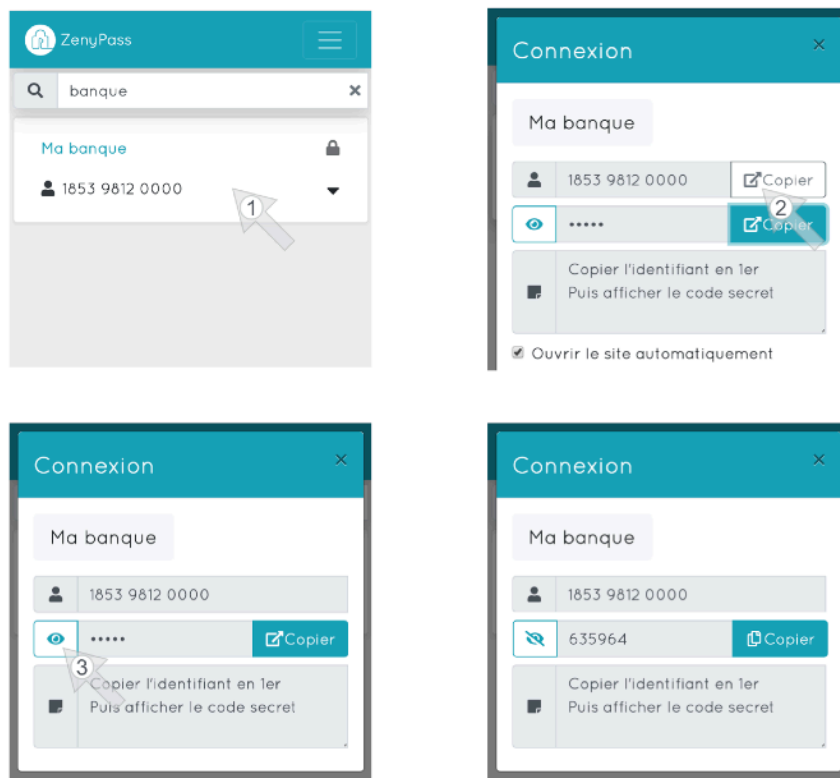 ZenyPass
banque
Ma banque
1853 9812 0000
1
Connexion
Ma banque
1853 9812 0000 Copier
2
••••• Copier
Copier l'identifiant en 1er
Puis afficher le code secret
Ouvrir le site automatiquement
Connexion
Ma banque
1853 9812 0000
••••• Copier
3
Copier l'identifiant en 1er
Puis afficher le code secret
Connexion
Ma banque
1853 9812 0000
635964 Copier
Copier l'identifiant en 1er
Puis afficher le code secret